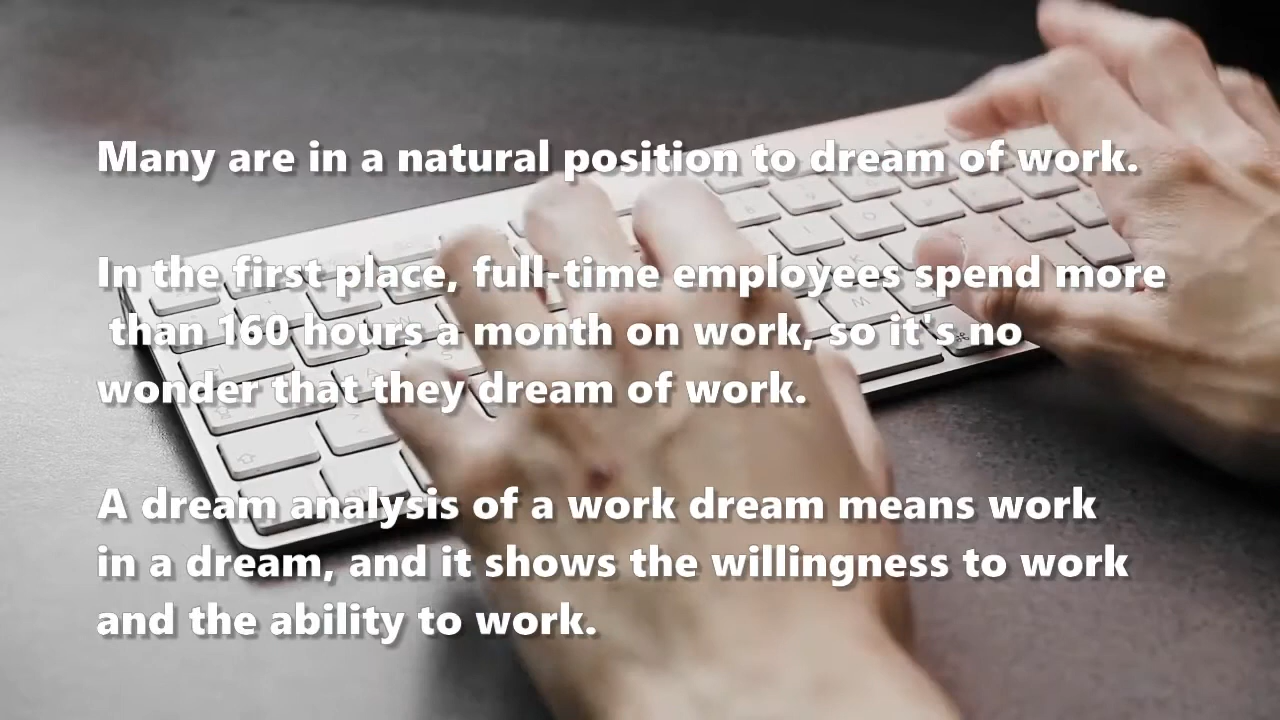 Many are in a natural position to dream of work.
In the first place, full-time employees spend more
than 160 hours a month on work, so it's no
wonder that they dream of work.
A dream analysis of a work dream means work
in a dream, and it shows the willingness to work
and the ability to work.